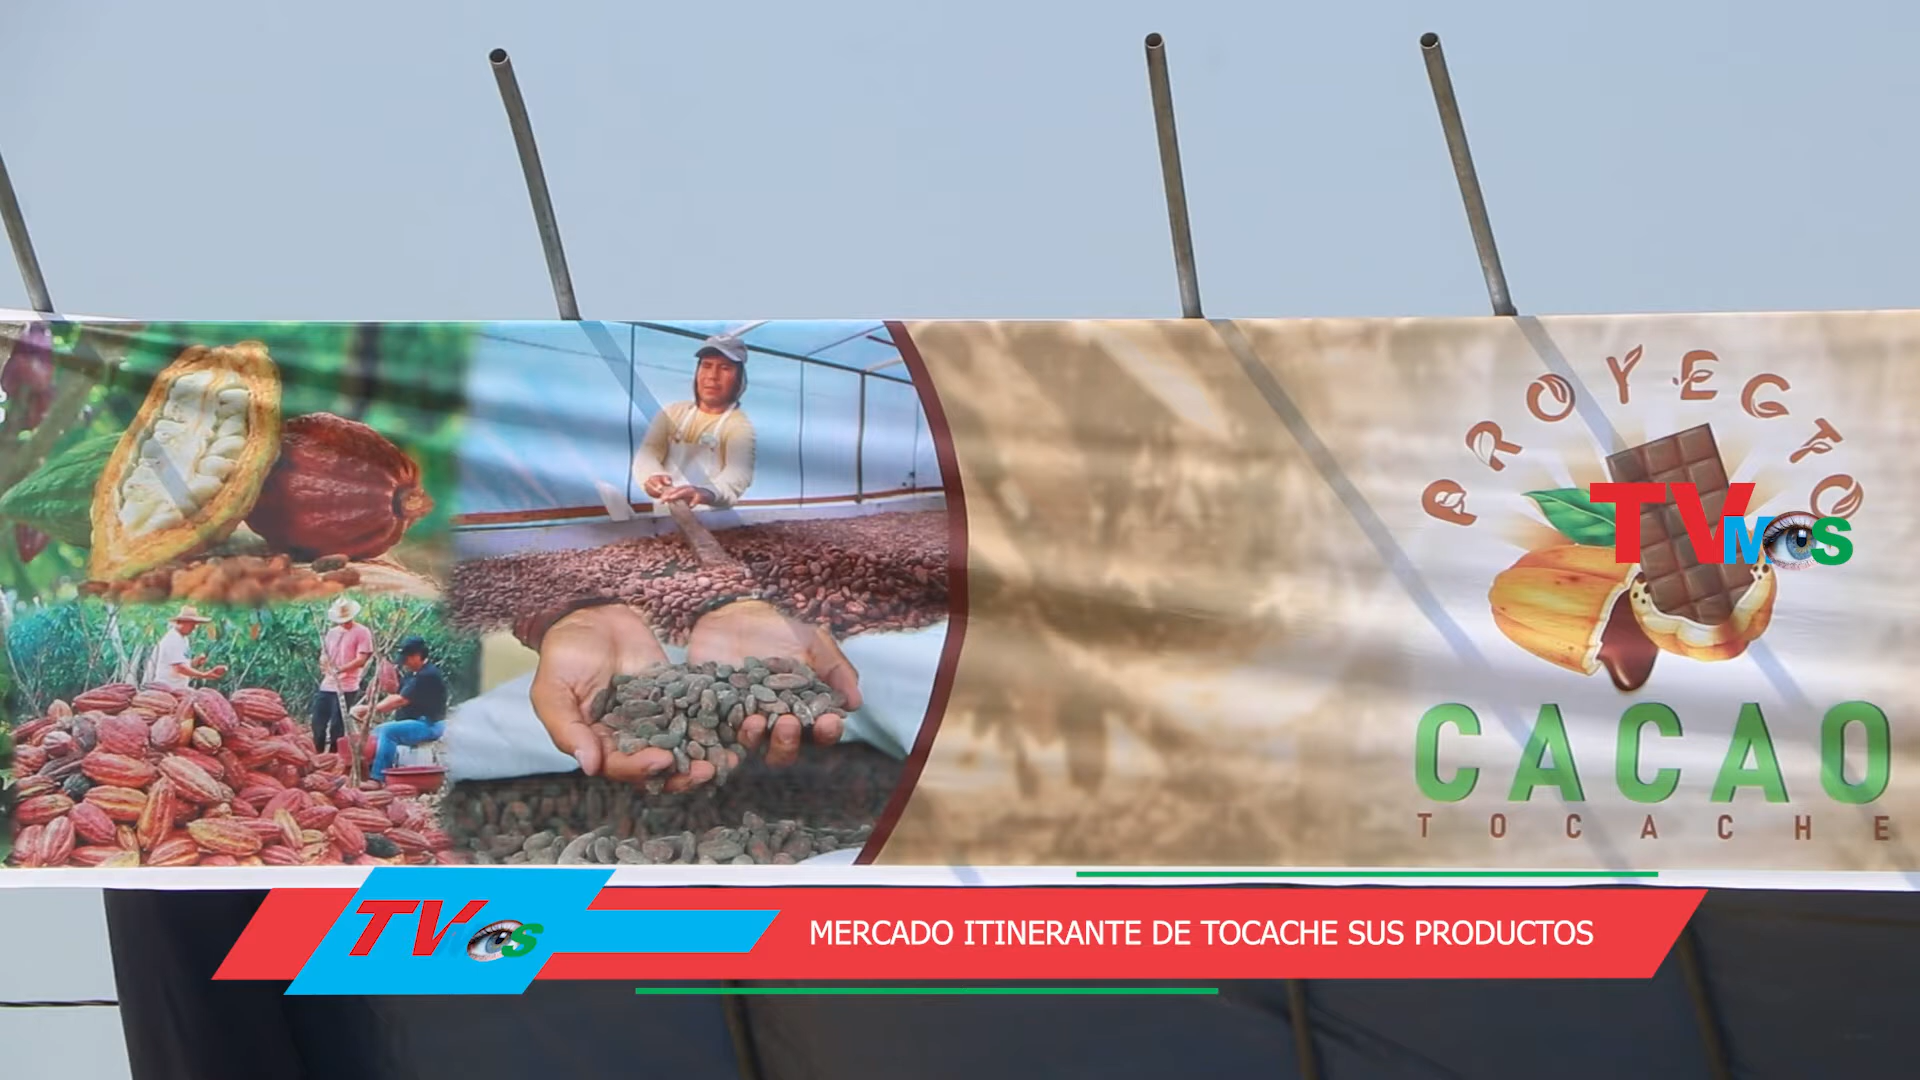 PROYECTO
TVMOS
CACAO
TOCACHE
TVMOS
MERCADO ITINERANTE DE TOCACHE SUS PRODUCTOS